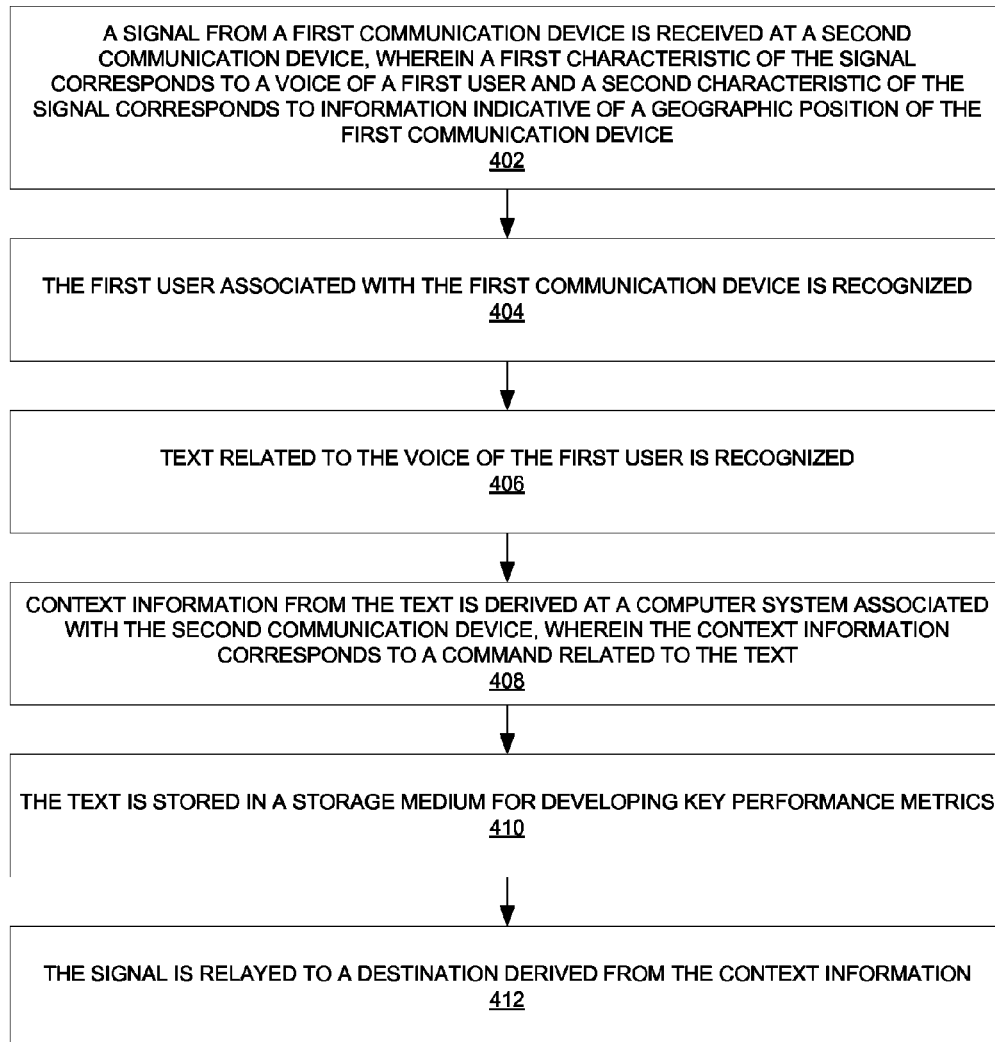 A SIGNAL FROM A FIRST COMMUNICATION DEVICE IS RECEIVED AT A SECOND
COMMUNICATION DEVICE, WHEREIN A FIRST CHARACTERISTIC OF THE SIGNAL
CORRESPONDS TO A VOICE OF A FIRST USER AND A SECOND CHARACTERISTIC OF THE
SIGNAL CORRESPONDS TO INFORMATION INDICATIVE OF A GEOGRAPHIC POSITION OF THE
FIRST COMMUNICATION DEVICE
402
THE FIRST USER ASSOCIATED WITH THE FIRST COMMUNICATION DEVICE IS RECOGNIZED
404
TEXT RELATED TO THE VOICE OF THE FIRST USER IS RECOGNIZED
406
CONTEXT INFORMATION FROM THE TEXT IS DERIVED AT A COMPUTER SYSTEM ASSOCIATED
WITH THE SECOND COMMUNICATION DEVICE, WHEREIN THE CONTEXT INFORMATION
CORRESPONDS TO A COMMAND RELATED TO THE TEXT
408
THE TEXT IS STORED IN A STORAGE MEDIUM FOR DEVELOPING KEY PERFORMANCE METRICS
410
THE SIGNAL IS RELAYED TO A DESTINATION DERIVED FROM THE CONTEXT INFORMATION
412